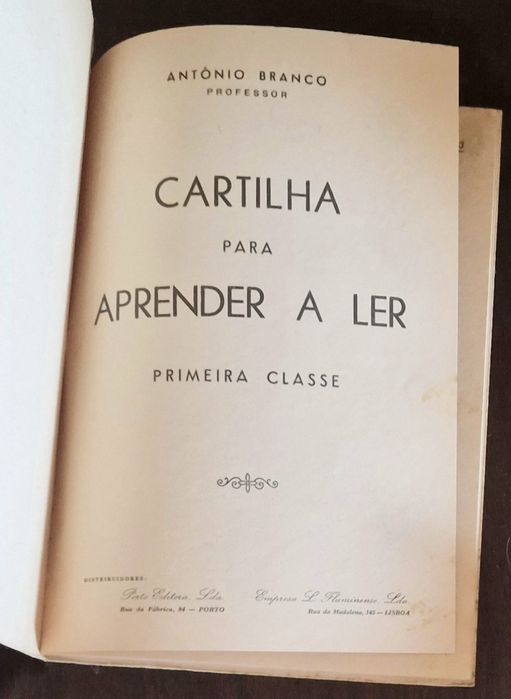 ANTÓNIO BRANCO
PROFESSOR
CARTILHA
PARA
APRENDER A LER
PRIMEIRA CLASSE
DISTRIBUIDORES:
Porto Editora, Lda.
Rua da Fábrica, 84 — PORTO
Empresa L. Fluminense, Lda.
Rua da Madalena, 145 — LISBOA